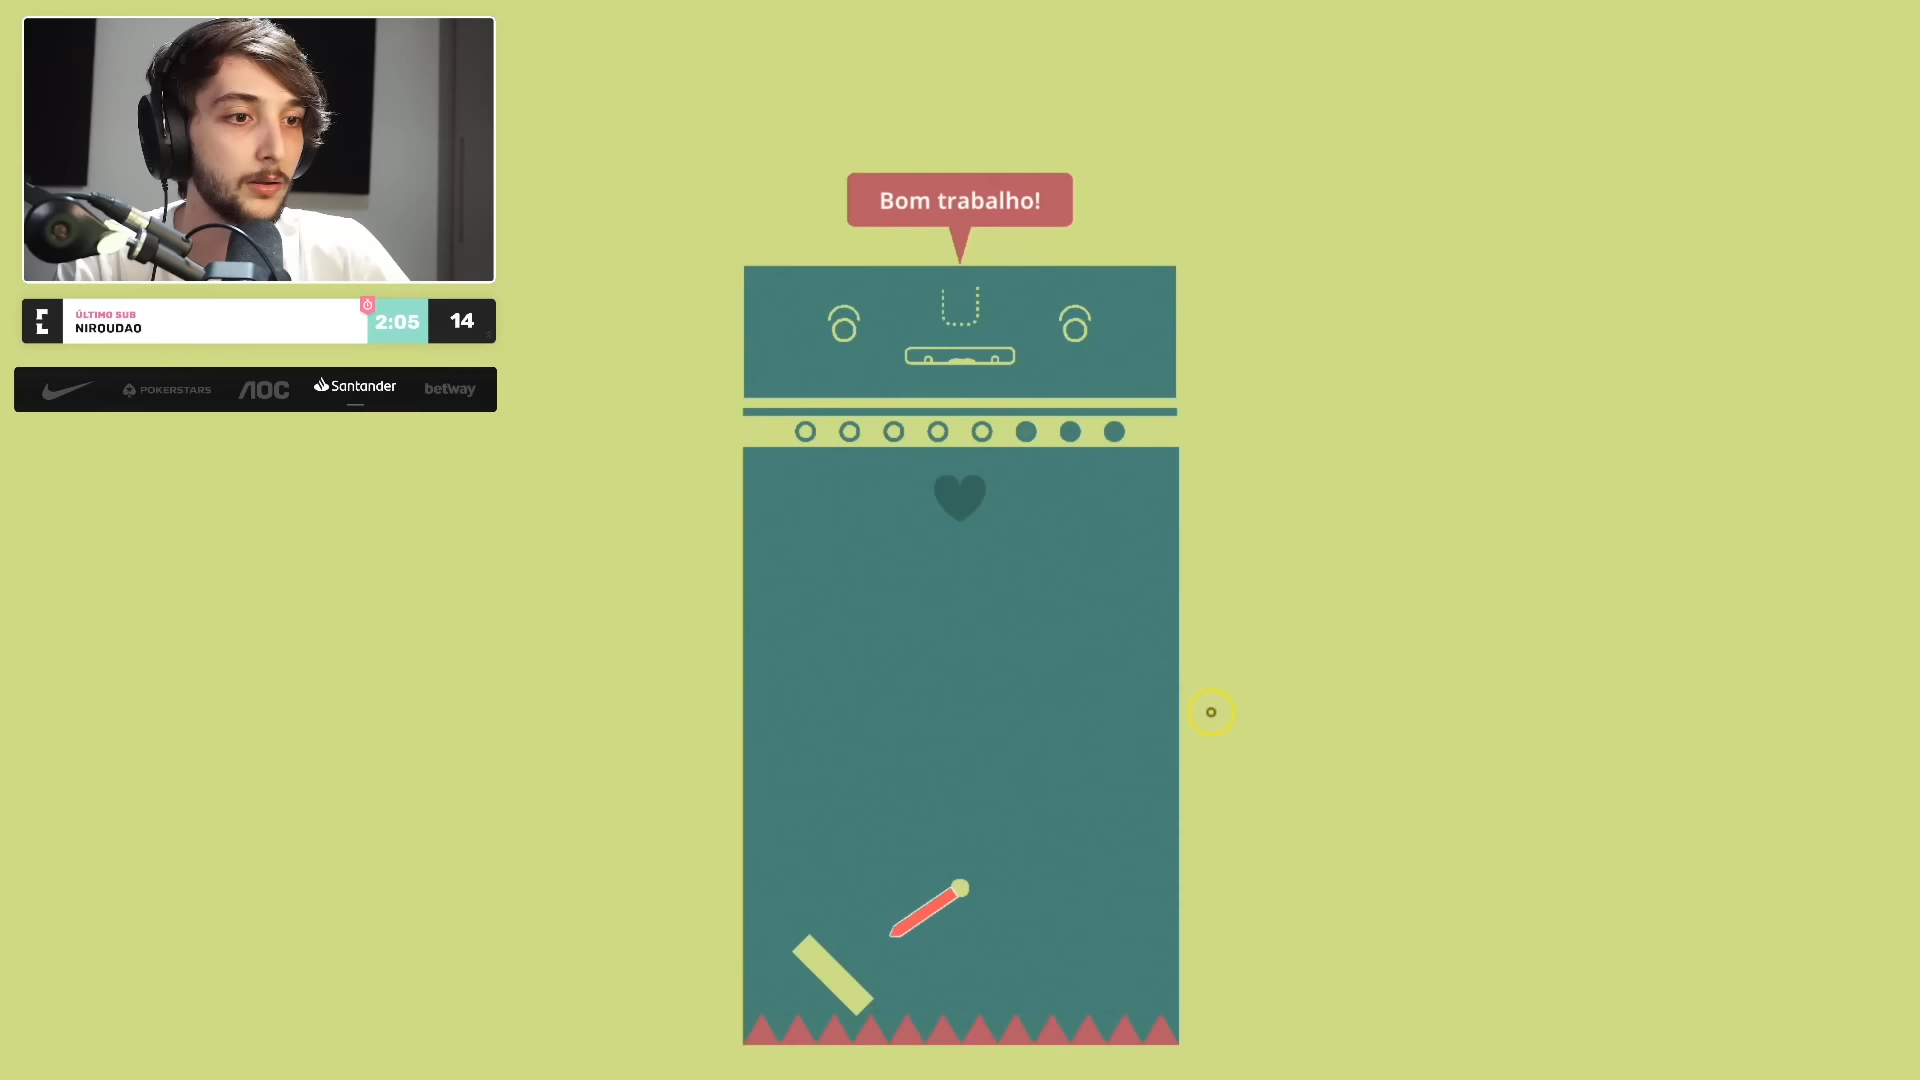 Bom trabalho!
ÚLTIMO SUB
NIROUDAO
2:05
14
POKERSTARS
AOC
Santander
betway